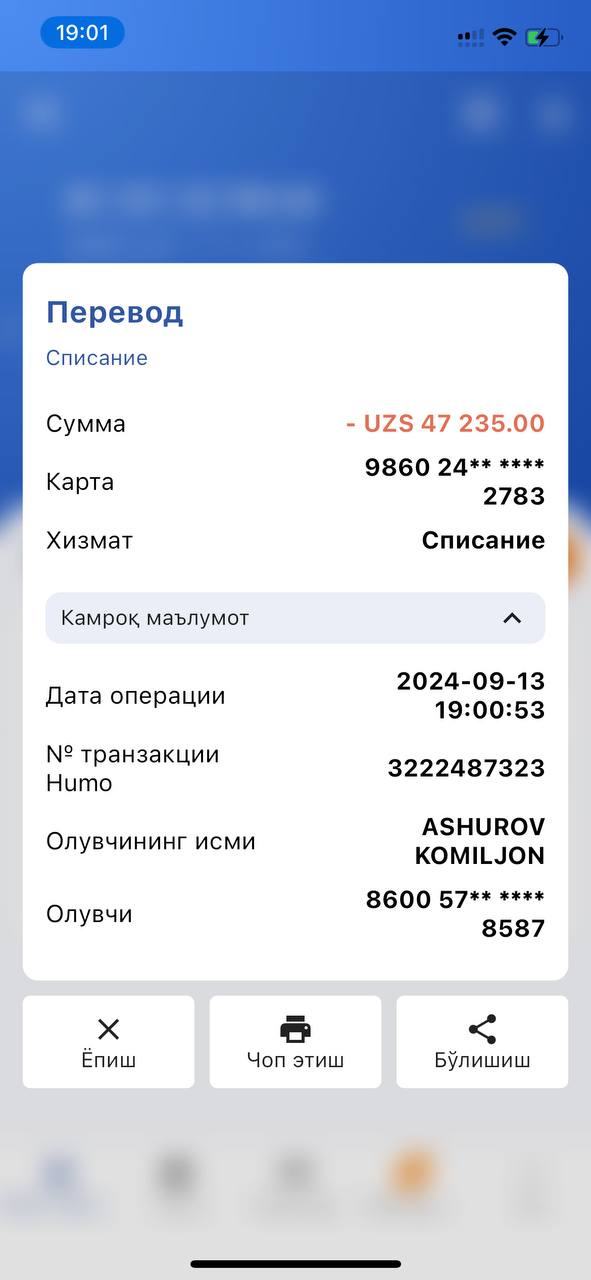 19:01
Перевод
Списание
Сумма
- UZS 47 235.00
Карта
9860 24** ****
2783
Хизмат
Списание
Камроқ маълумот
Дата операции
2024-09-13
19:00:53
№ транзакции
Humo
3222487323
Олувчининг исми
ASHUROV
KOMILJON
Олувчи
8600 57** ****
8587
Ёпиш
Чоп этиш
Бўлишиш